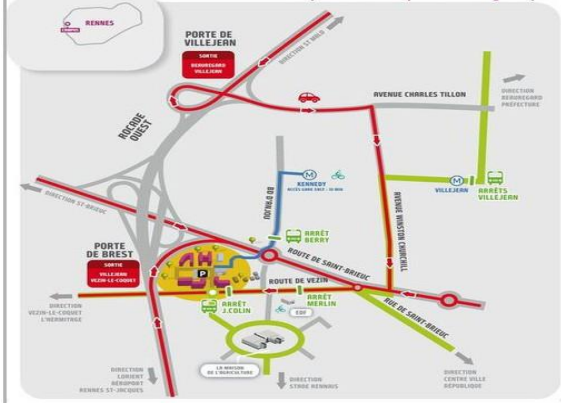 RENNES
CAMPUS
PORTE DE
VILLEJEAN
SORTIE
BEAUREGARD
VILLEJEAN
DIRECTION ST MALO
ROCADE
OUEST
AVENUE CHARLES TILLON
DIRECTION
BEAUREGARD
PRÉFECTURE
DIRECTION ST-BRIEUC
M
KENNEDY
BD D'ANJOU
AVENUE WINSTON CHURCHILL
M
VILLEJEAN
ARRÊTS
VILLEJEAN
ARRÊT
BERRY
PORTE
DE BREST
SORTIE
VILLEJEAN
VEZIN-LE-COQUET
P
ROUTE DE SAINT-BRIEUC
ROUTE DE VEZIN
DIRECTION
VEZIN-LE-COQUET
L'HERMITAGE
ARRÊT
J.COLIN
ARRÊT
MERLIN
EDF
RUE DE SAINT-BRIEUC
LA MAISON
DE L'AGRICULTURE
DIRECTION
LORIENT
AÉROPORT
RENNES ST-JACQUES
DIRECTION
STADE RENNAIS
DIRECTION
CENTRE VILLE
RÉPUBLIQUE